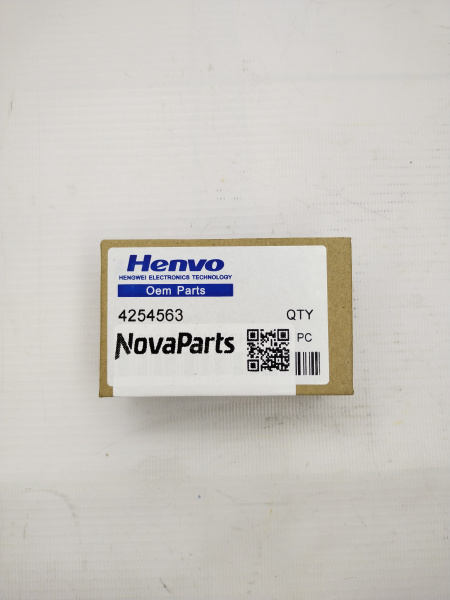 Henvo
HENGWEI ELECTRONICS TECHNOLOGY
Oem Parts
4254563 QTY
NovaParts PC